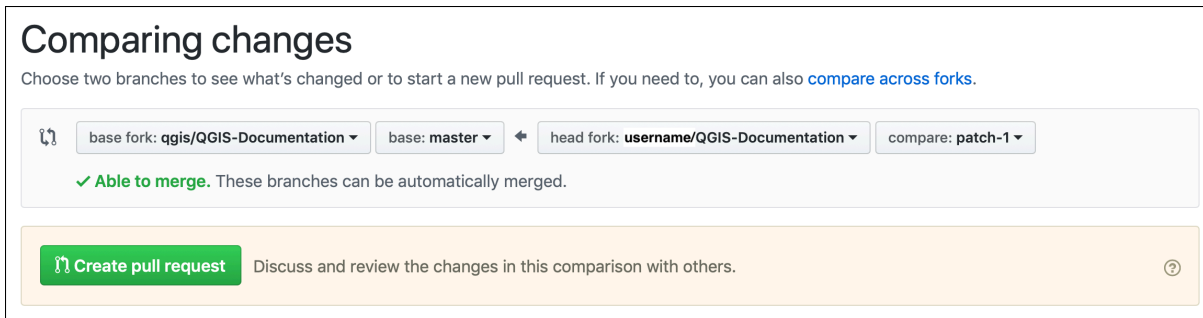 Comparing changes
Choose two branches to see what's changed or to start a new pull request. If you need to, you can also compare across forks.
base fork: qgis/QGIS-Documentation base: master head fork: username/QGIS-Documentation compare: patch-1
Able to merge. These branches can be automatically merged.
Create pull request Discuss and review the changes in this comparison with others.